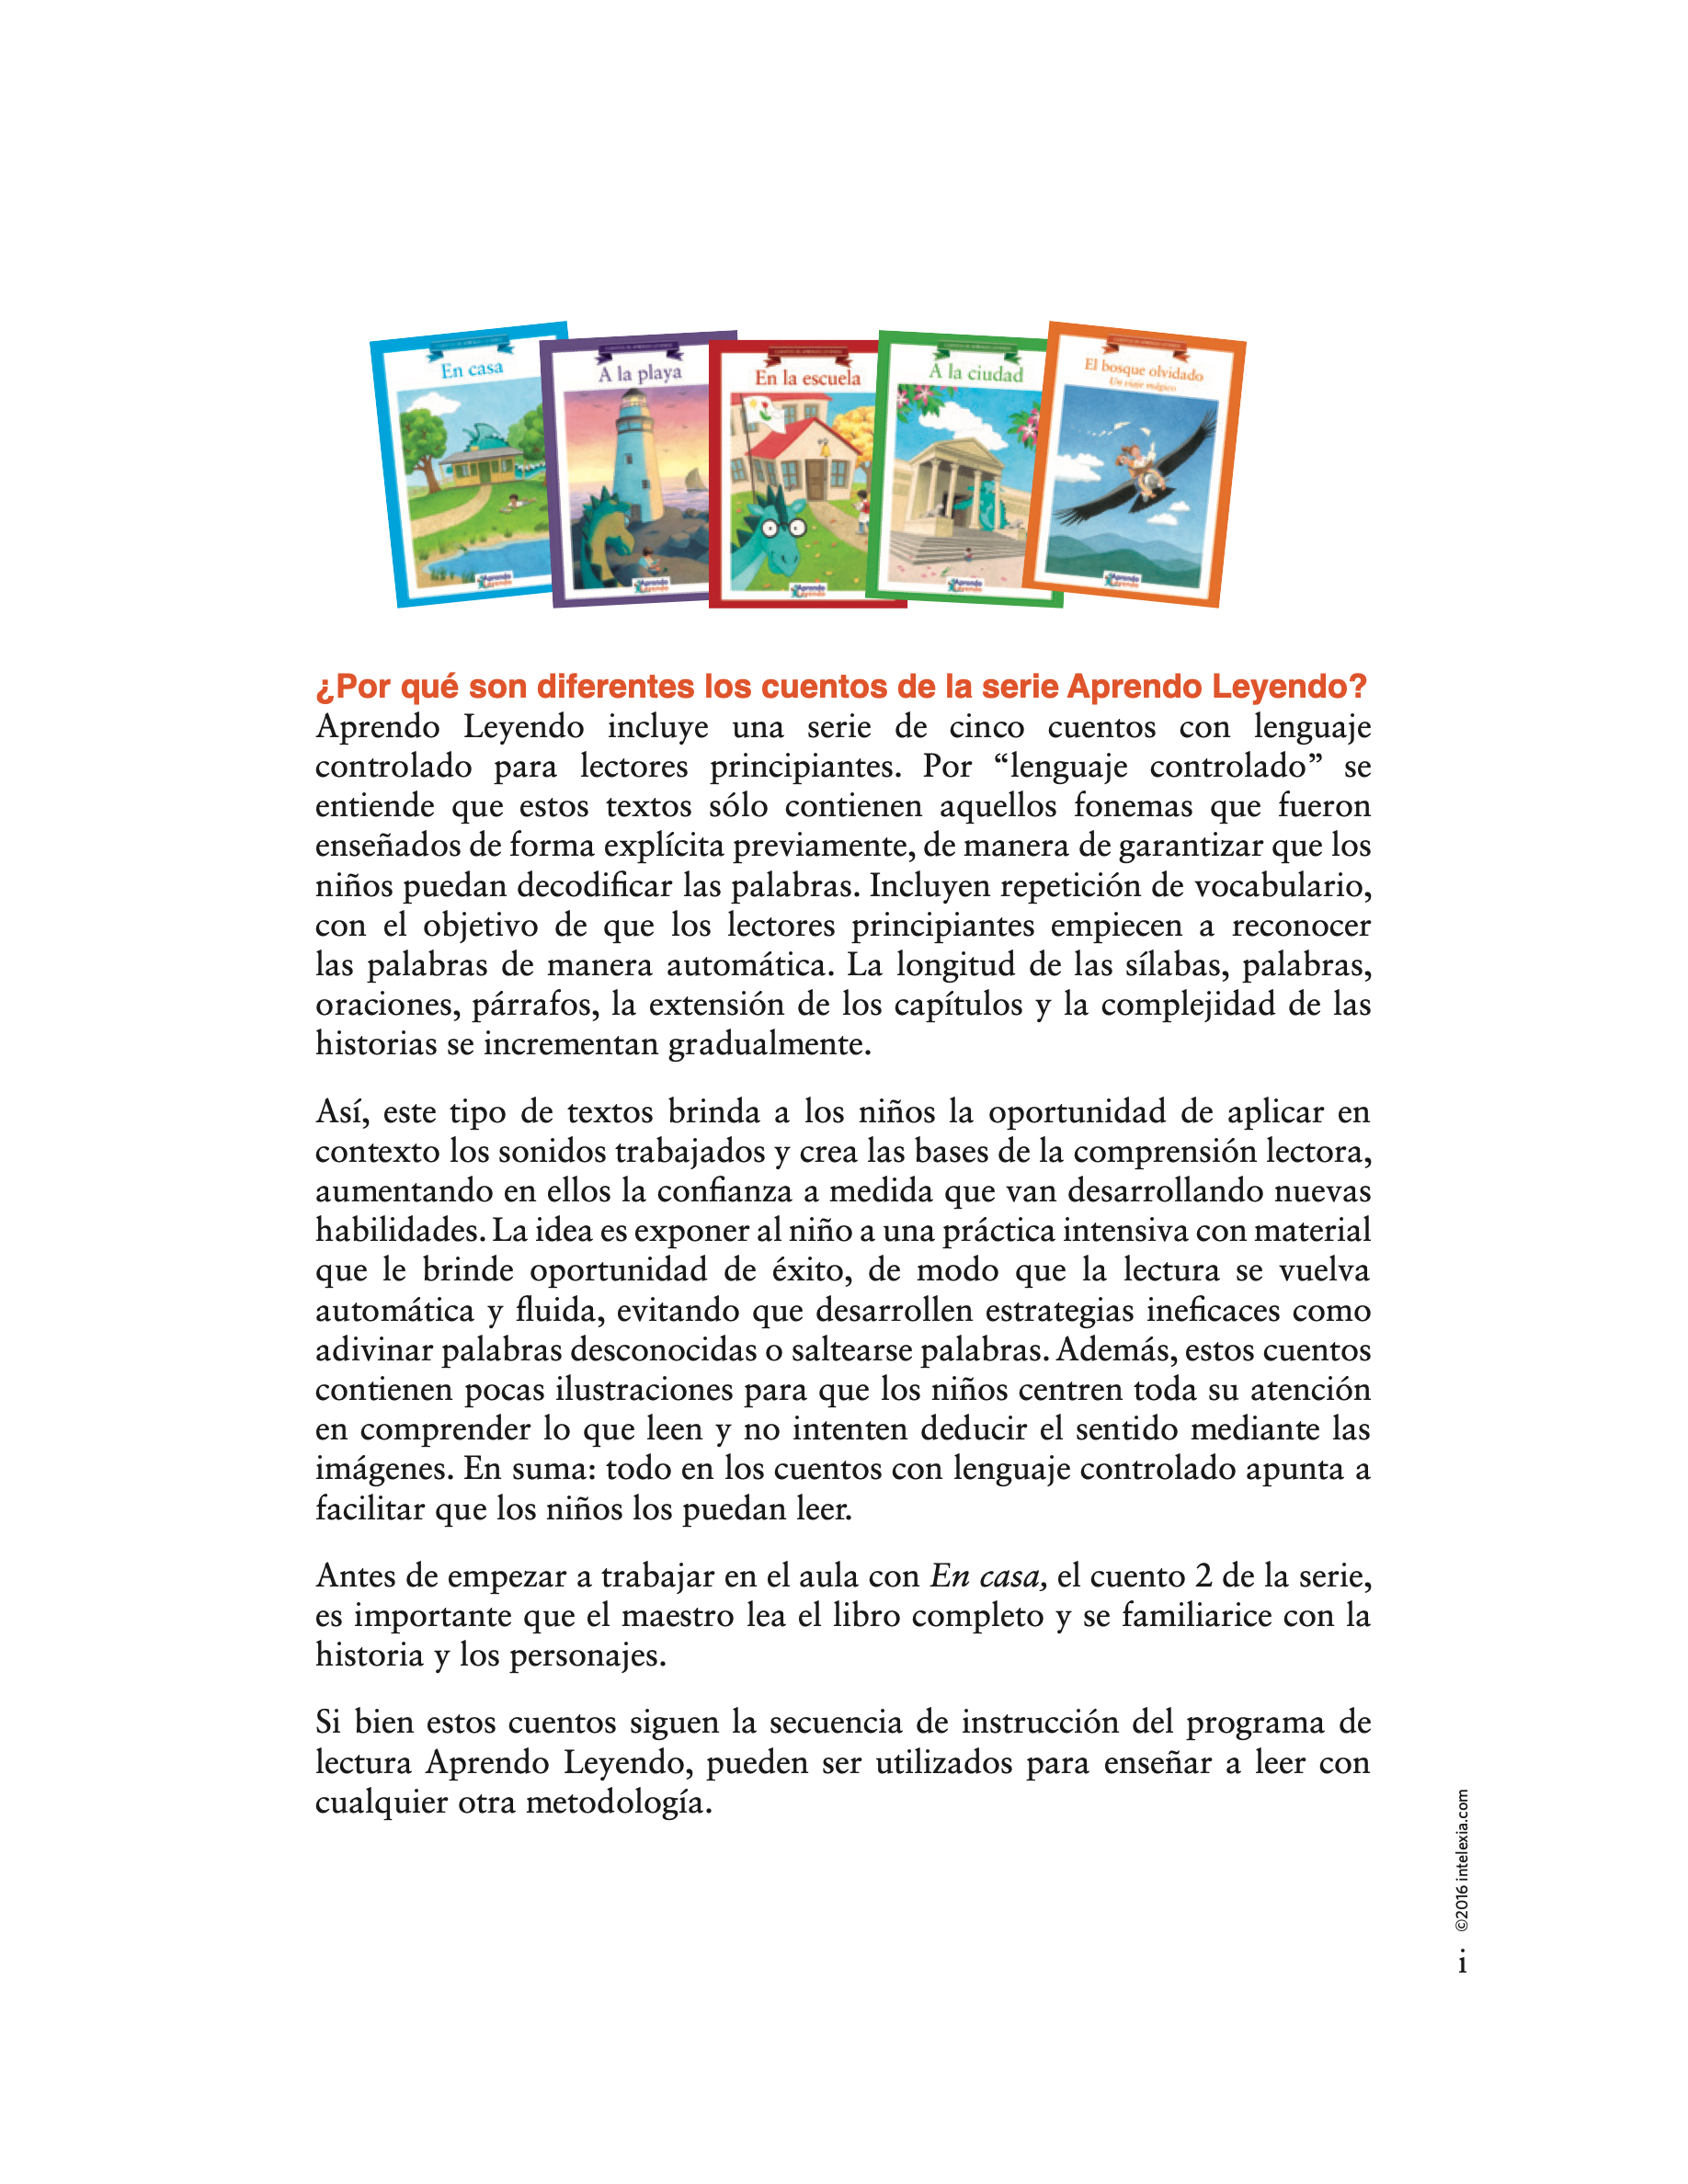 En casa
A la playa
En la escuela
A la ciudad
El bosque olvidado
Un viaje mágico
Aprendo
Leyendo
Aprendo
Leyendo
Aprendo
Leyendo
Aprendo
Leyendo
Aprendo
Leyendo
¿Por qué son diferentes los cuentos de la serie Aprendo Leyendo?
Aprendo Leyendo incluye una serie de cinco cuentos con lenguaje
controlado para lectores principiantes. Por “lenguaje controlado” se
entiende que estos textos sólo contienen aquellos fonemas que fueron
enseñados de forma explícita previamente, de manera de garantizar que los
niños puedan decodificar las palabras. Incluyen repetición de vocabulario,
con el objetivo de que los lectores principiantes empiecen a reconocer
las palabras de manera automática. La longitud de las sílabas, palabras,
oraciones, párrafos, la extensión de los capítulos y la complejidad de las
historias se incrementan gradualmente.
Así, este tipo de textos brinda a los niños la oportunidad de aplicar en
contexto los sonidos trabajados y crea las bases de la comprensión lectora,
aumentando en ellos la confianza a medida que van desarrollando nuevas
habilidades. La idea es exponer al niño a una práctica intensiva con material
que le brinde oportunidad de éxito, de modo que la lectura se vuelva
automática y fluida, evitando que desarrollen estrategias ineficaces como
adivinar palabras desconocidas o saltearse palabras. Además, estos cuentos
contienen pocas ilustraciones para que los niños centren toda su atención
en comprender lo que leen y no intenten deducir el sentido mediante las
imágenes. En suma: todo en los cuentos con lenguaje controlado apunta a
facilitar que los niños los puedan leer.
Antes de empezar a trabajar en el aula con En casa, el cuento 2 de la serie,
es importante que el maestro lea el libro completo y se familiarice con la
historia y los personajes.
Si bien estos cuentos siguen la secuencia de instrucción del programa de
lectura Aprendo Leyendo, pueden ser utilizados para enseñar a leer con
cualquier otra metodología.
©2016 intelexia.com
i